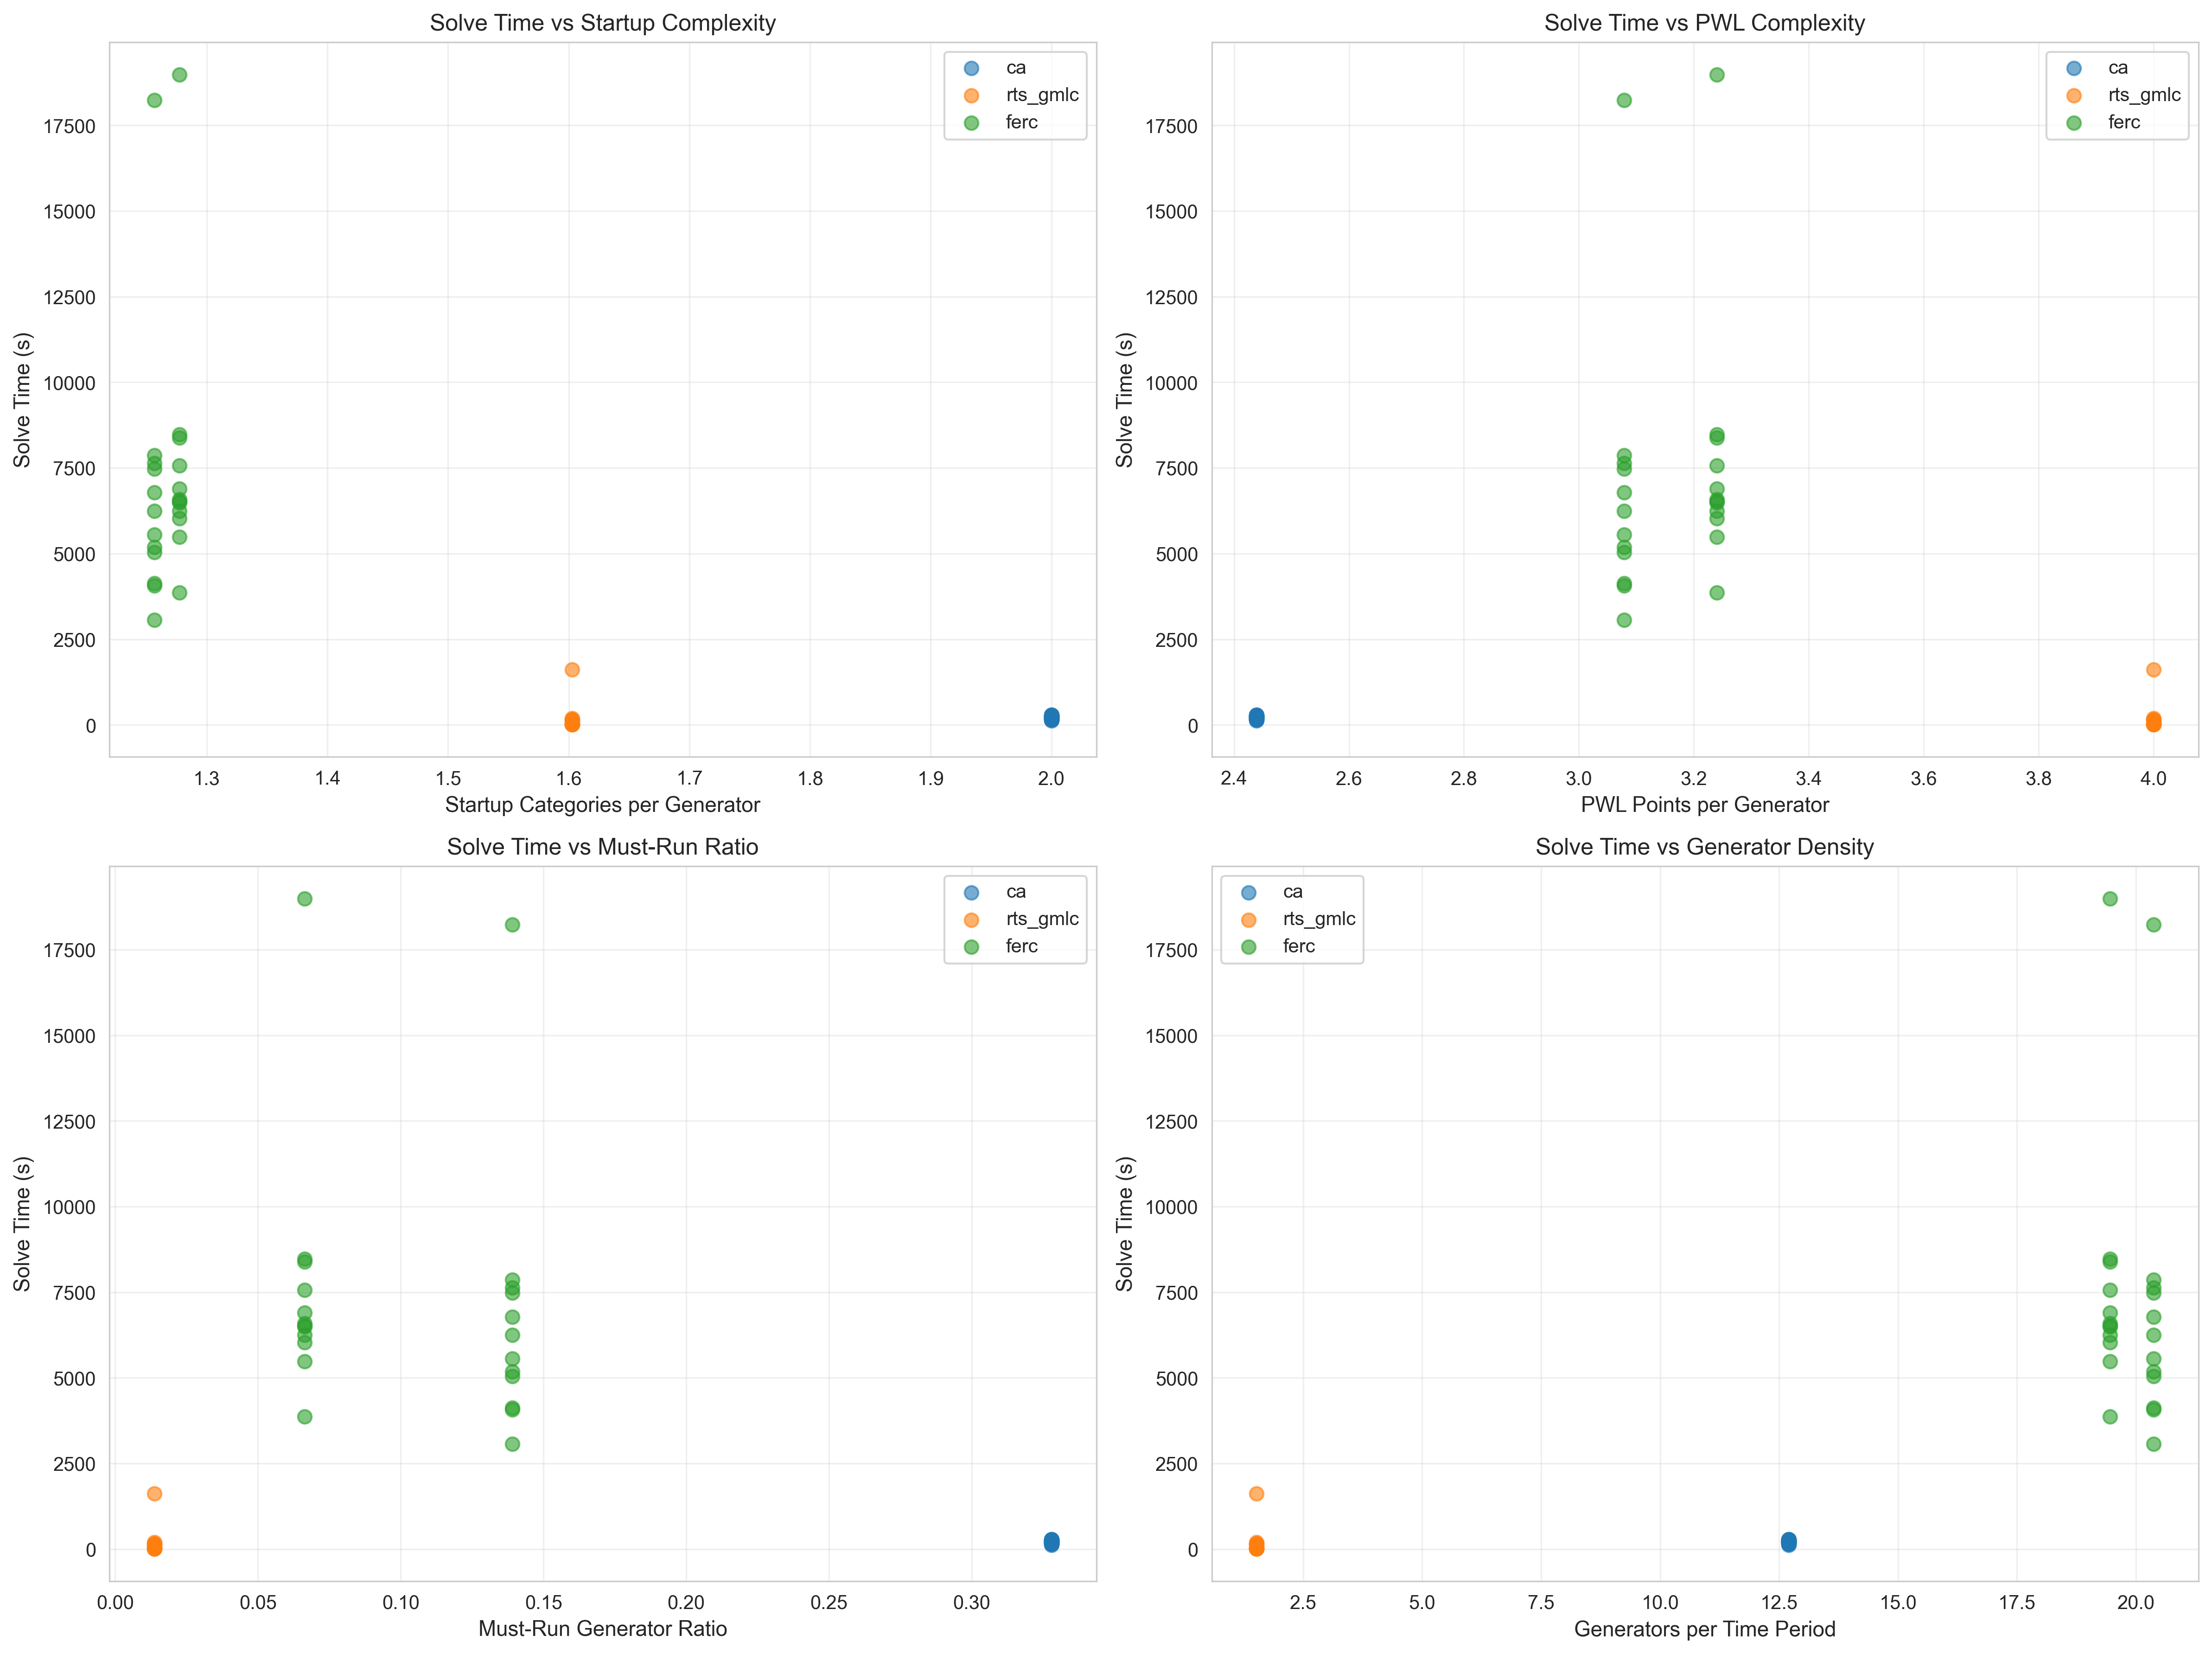 Solve Time vs Startup Complexity
Solve Time (s)
17500
15000
12500
10000
7500
5000
2500
0
1.3 1.4 1.5 1.6 1.7 1.8 1.9 2.0
Startup Categories per Generator
ca
rts_gmlc
ferc
Solve Time vs PWL Complexity
Solve Time (s)
17500
15000
12500
10000
7500
5000
2500
0
2.4 2.6 2.8 3.0 3.2 3.4 3.6 3.8 4.0
PWL Points per Generator
ca
rts_gmlc
ferc
Solve Time vs Must-Run Ratio
Solve Time (s)
17500
15000
12500
10000
7500
5000
2500
0
0.00 0.05 0.10 0.15 0.20 0.25 0.30
Must-Run Generator Ratio
ca
rts_gmlc
ferc
Solve Time vs Generator Density
Solve Time (s)
17500
15000
12500
10000
7500
5000
2500
0
2.5 5.0 7.5 10.0 12.5 15.0 17.5 20.0
Generators per Time Period
ca
rts_gmlc
ferc